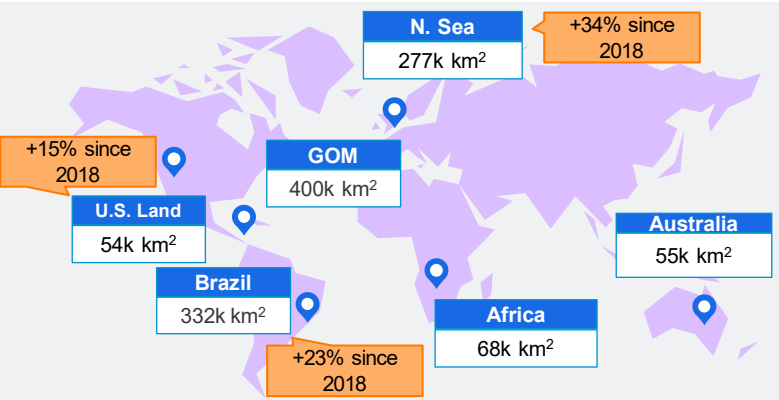 N. Sea
277k km²
+34% since
2018
+15% since
2018
GOM
400k km²
U.S. Land
54k km²
Australia
55k km²
Brazil
332k km²
Africa
68k km²
+23% since
2018